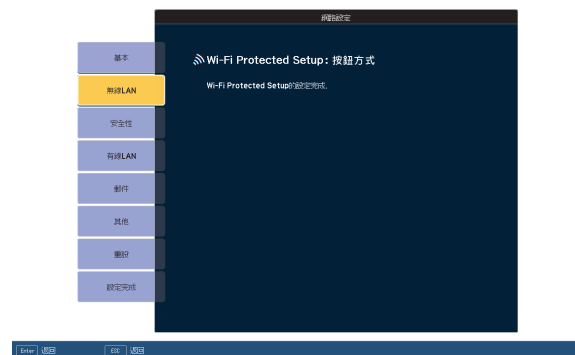 網路設定
基本
無線LAN
安全性
有線LAN
郵件
其他
重設
設定完成
Wi-Fi Protected Setup: 按鈕方式
Wi-Fi Protected Setup的設定完成。
Enter 返回 ESC 返回